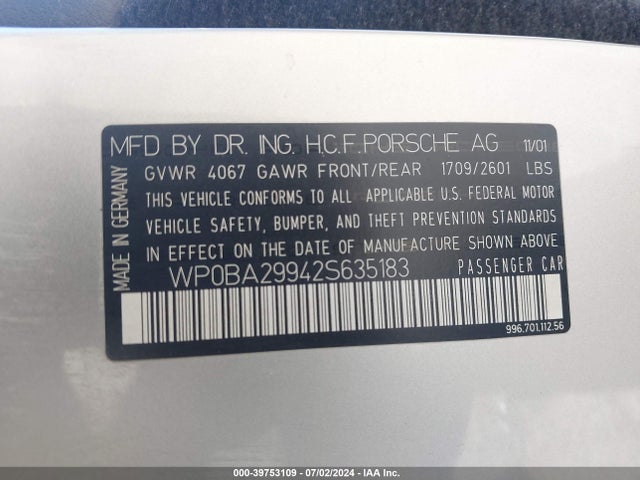 MFD BY DR. ING. H.C.F. PORSCHE AG 11/01
GVWR 4067 GAWR FRONT/REAR 1709/2601 LBS
THIS VEHICLE CONFORMS TO ALL APPLICABLE U.S. FEDERAL MOTOR
VEHICLE SAFETY, BUMPER, AND THEFT PREVENTION STANDARDS
IN EFFECT ON THE DATE OF MANUFACTURE SHOWN ABOVE
WP0BA29942S635183 PASSENGER CAR
MADE IN GERMANY
996.701.112.56
000-39753109 - 07/02/2024 - IAAI.COM